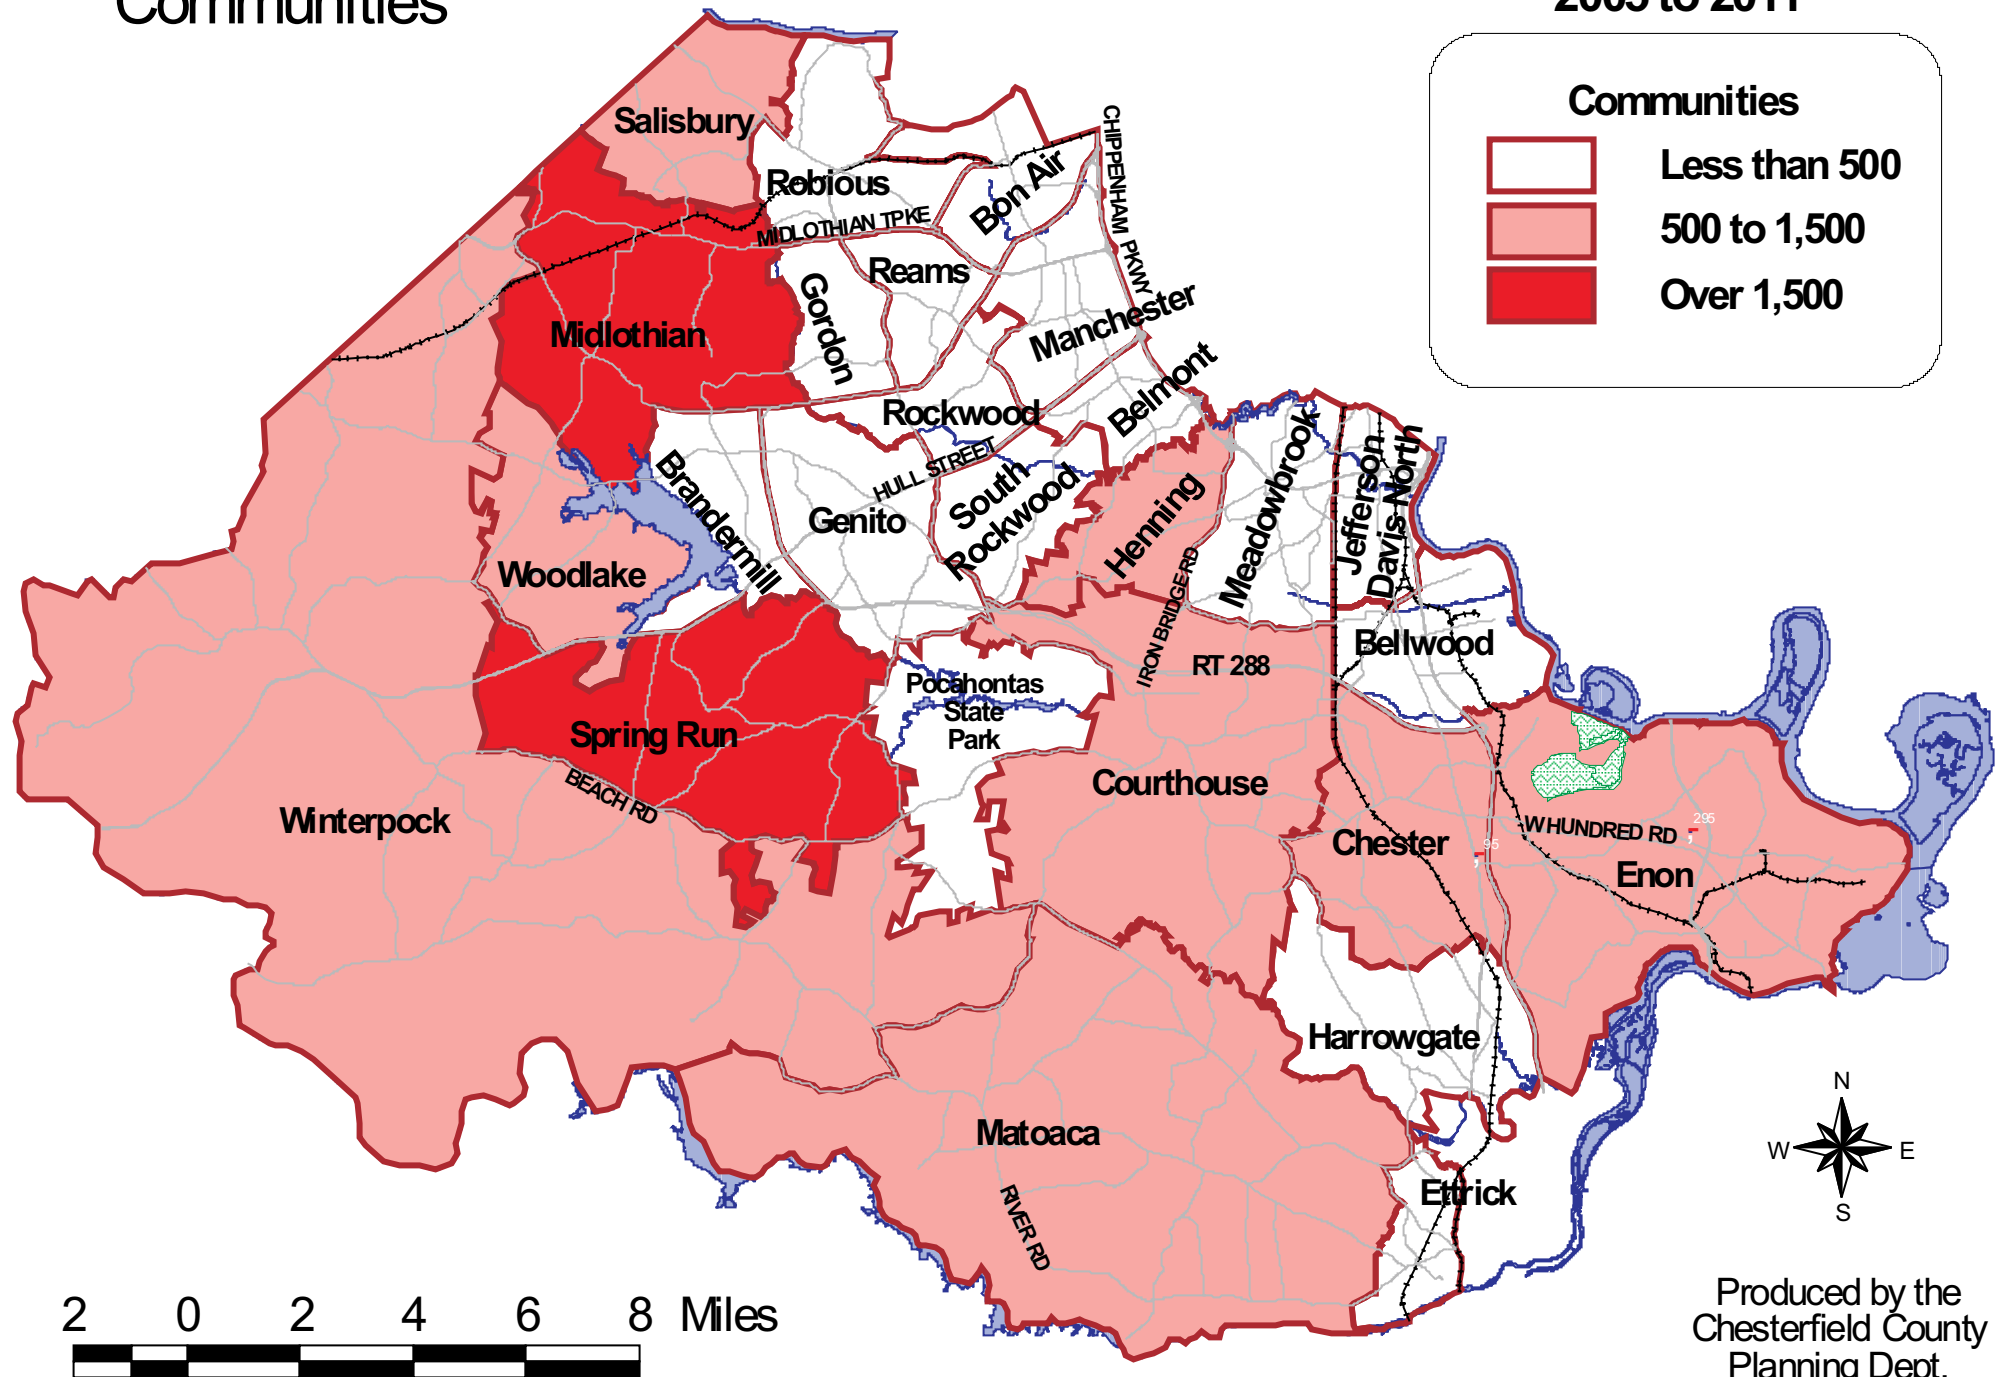 Communities
2005 to 2011
Communities
Less than 500
500 to 1,500
Over 1,500
Salisbury
Robious
Bon Air
CHIPPENHAM PKWY
MIDLOTHIAN TPKE
Reams
Gordon
Midlothian
Manchester
Belmont
Rockwood
HULL STREET
South
Rockwood
Genito
Brandermill
Woodlake
Henning
Meadowbrook
Jefferson
Davis North
IRON BRIDGE RD
Bellwood
RT 288
Pocahontas
State
Park
Spring Run
BEACH RD
Winterpock
Courthouse
Chester
W HUNDRED RD
295
95
Enon
Harrowgate
Matoaca
RIVER RD
Ettrick
N
W
E
S
2 0 2 4 6 8 Miles
Produced by the
Chesterfield County
Planning Dept.